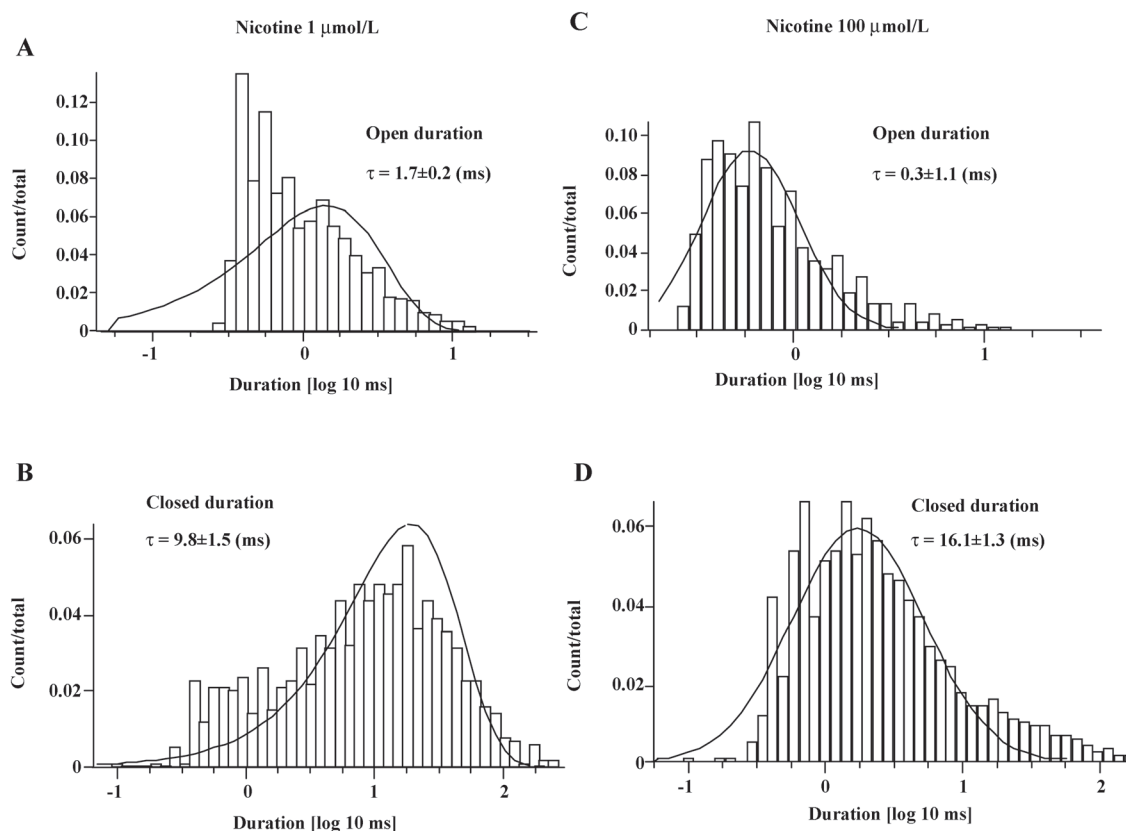 Nicotine 1 μmol/L
A
0.12
0.10
0.08
0.06
0.04
0.02
0
Count/total
Open duration
τ = 1.7±0.2 (ms)
-1
0
1
Duration [log 10 ms]
Nicotine 100 μmol/L
C
0.10
0.08
0.06
0.04
0.02
0
Count/total
Open duration
τ = 0.3±1.1 (ms)
0
1
Duration [log 10 ms]
B
0.06
0.04
0.02
0
Count/total
Closed duration
τ = 9.8±1.5 (ms)
-1
0
1
2
Duration [log 10 ms]
D
0.06
0.04
0.02
0
Count/total
Closed duration
τ = 16.1±1.3 (ms)
-1
0
1
2
Duration [log 10 ms]